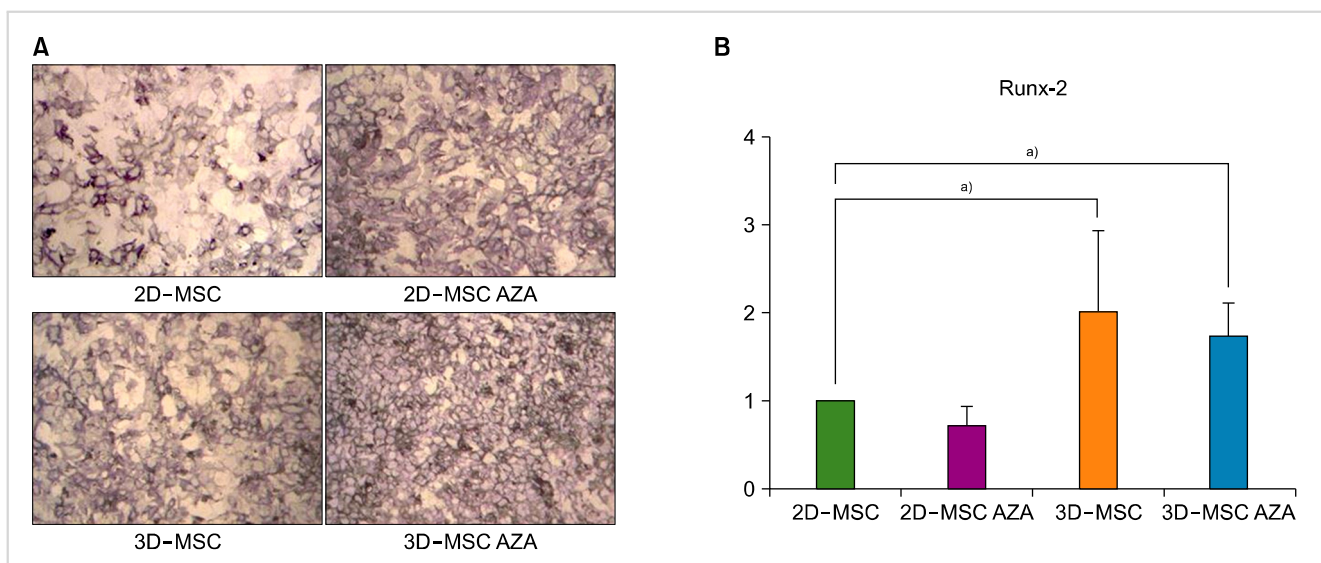 A
2D-MSC
2D-MSC AZA
3D-MSC
3D-MSC AZA
B
Runx-2
4
3
2
1
0
a)
a)
2D-MSC
2D-MSC AZA
3D-MSC
3D-MSC AZA